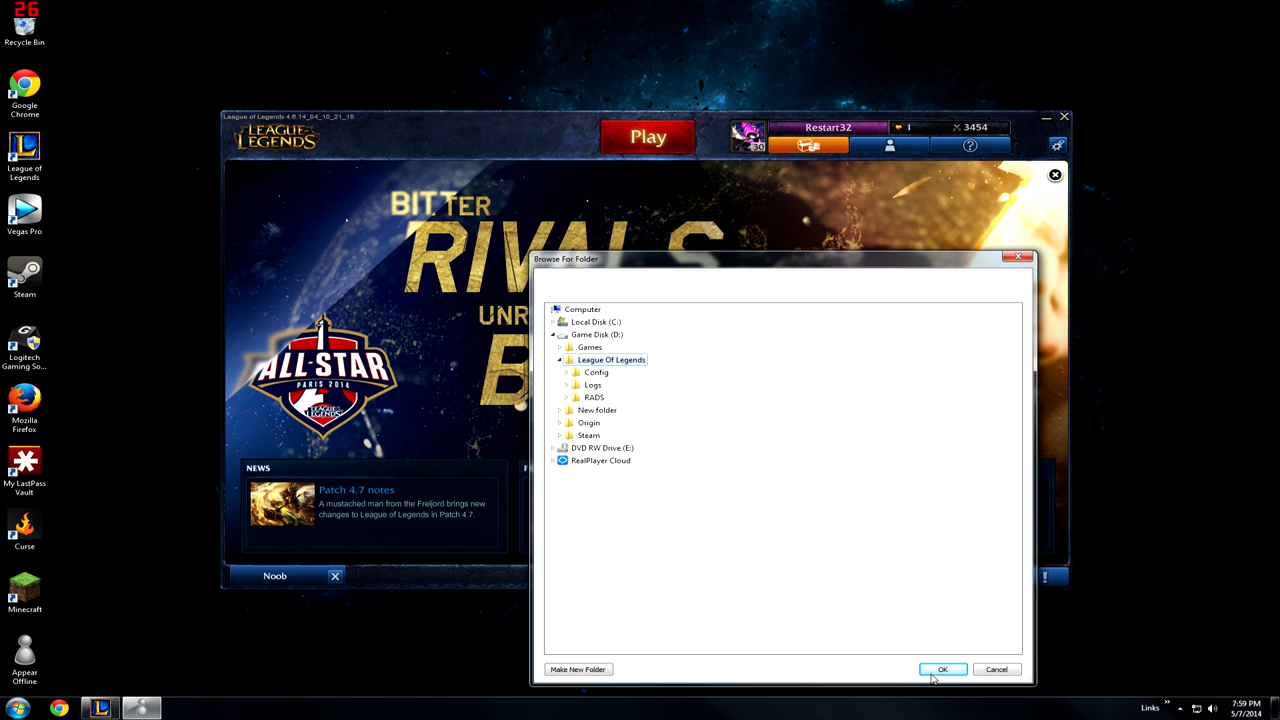 26
Recycle Bin
Google
Chrome
League of
Legends
Vegas Pro
Steam
Logitech
Gaming So...
Mozilla
Firefox
My LastPass
Vault
Curse
Minecraft
Appear
Offline
League of Legends 4.6.14_04_10_21_15
LEAGUE OF
LEGENDS
Play
30
Restart32
1
3454
BITTER
RIVALS
UNR
B
ALL-STAR
PARIS 2014
LEAGUE OF
LEGENDS
NEWS
F
Patch 4.7 notes
A mustached man from the Freljord brings new
changes to League of Legends in Patch 4.7.
Noob
X
!
Browse For Folder
Computer
Local Disk (C:)
Game Disk (D:)
Games
League Of Legends
Config
Logs
RADS
New folder
Origin
Steam
DVD RW Drive (E:)
RealPlayer Cloud
Make New Folder
OK
Cancel
Links
7:59 PM
5/7/2014